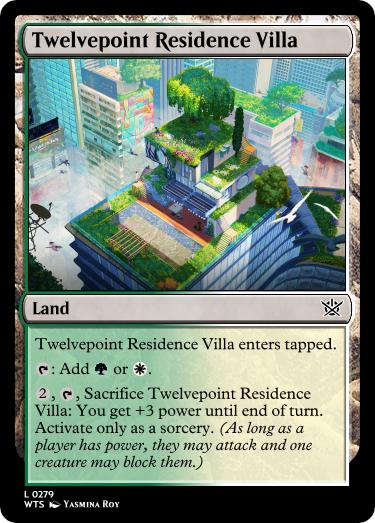 Twelvepoint Residence Villa
Land
Twelvepoint Residence Villa enters tapped.
: Add or .
2, , Sacrifice Twelvepoint Residence
Villa: You get +3 power until end of turn.
Activate only as a sorcery. (As long as a
player has power, they may attack and one
creature may block them.)
L 0279
WTS Yasmina Roy